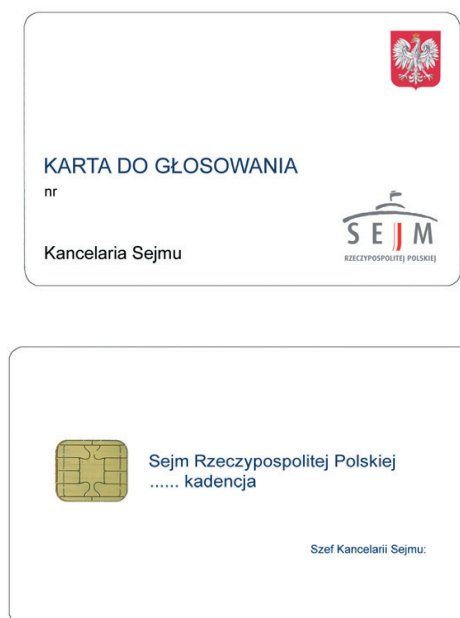 KARTA DO GŁOSOWANIA
nr
Kancelaria Sejmu
SEJM
RZECZYPOSPOLITEJ POLSKIEJ
Sejm Rzeczypospolitej Polskiej
...... kadencja
Szef Kancelarii Sejmu: